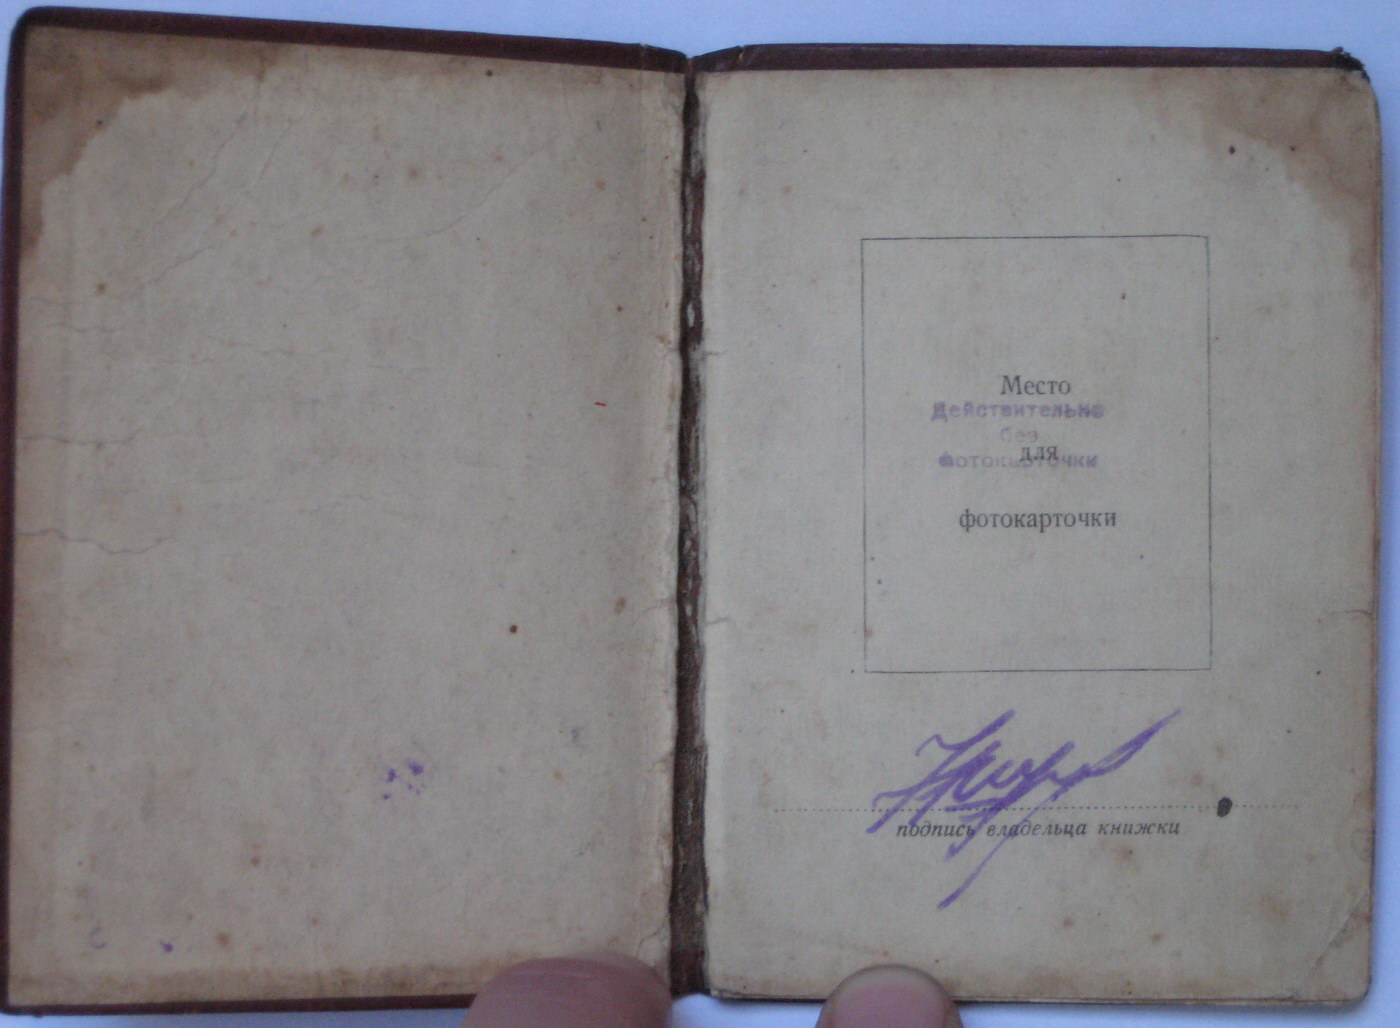 Место
Действительно
без
для
фотокарточки
фотокарточки
подпись владельца книжки